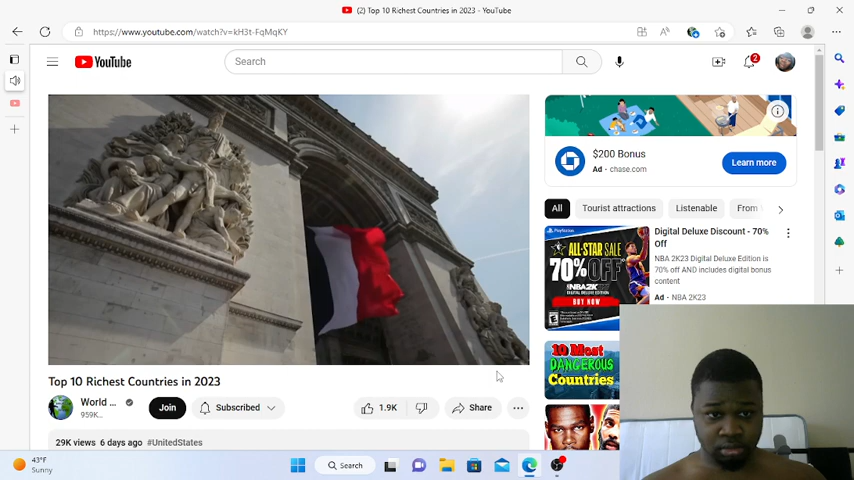 (2) Top 10 Richest Countries in 2023 - YouTube
https://www.youtube.com/watch?v=kH3t-FqMqKY
YouTube
Search
2
$200 Bonus
Ad · chase.com
Learn more
All
Tourist attractions
Listenable
From
PlayStation
ALL-STAR SALE
70% OFF
NBA2K23
BUY NOW
Digital Deluxe Discount - 70%
Off
NBA 2K23 Digital Deluxe Edition is
70% off AND includes digital bonus
content
Ad · NBA 2K23
10 Most
DANGEROUS
Countries
Top 10 Richest Countries in 2023
World ...
959K...
Join
Subscribed
1.9K
Share
29K views 6 days ago #UnitedStates
43°F
Sunny
Search